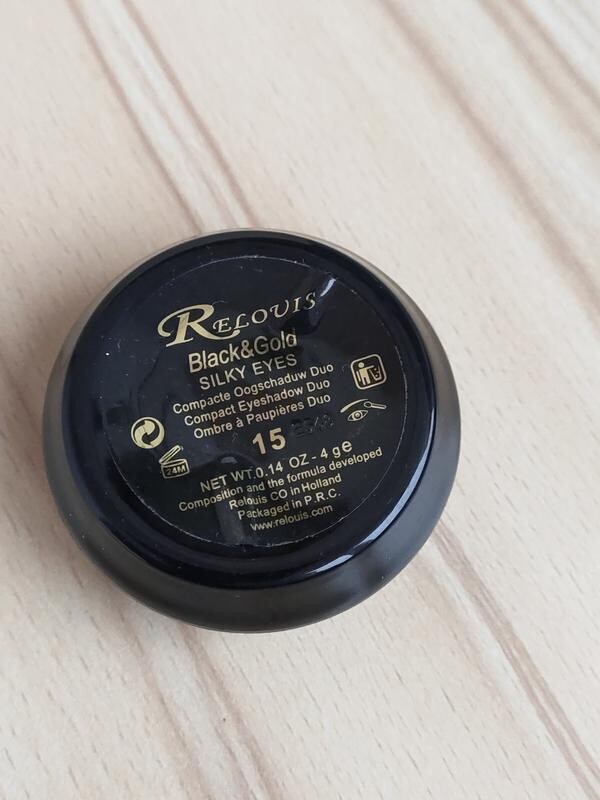 RELOUIS
Black&Gold
SILKY EYES
Compacte Oogschaduw Duo
Compact Eyeshadow Duo
Ombre à Paupières Duo
15
24M
NET WT.0.14 OZ - 4 g e
Composition and the formula developed
Relouis CO in Holland
Packaged in P.R.C.
www.relouis.com